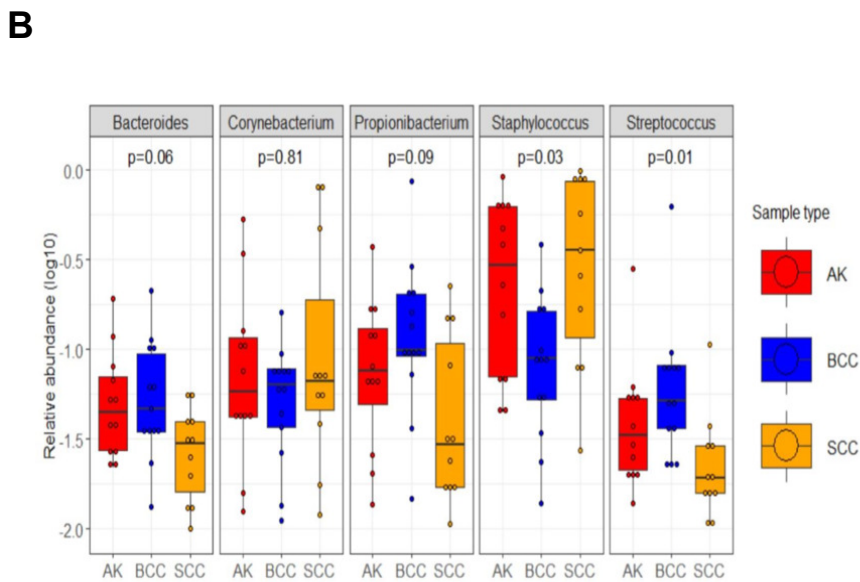 B
Bacteroides Corynebacterium Propionibacterium Staphylococcus Streptococcus
p=0.06 p=0.81 p=0.09 p=0.03 p=0.01
Relative abundance (log10)
0.0
-0.5
-1.0
-1.5
-2.0
AK BCC SCC AK BCC SCC AK BCC SCC AK BCC SCC AK BCC SCC
Sample type
AK
BCC
SCC